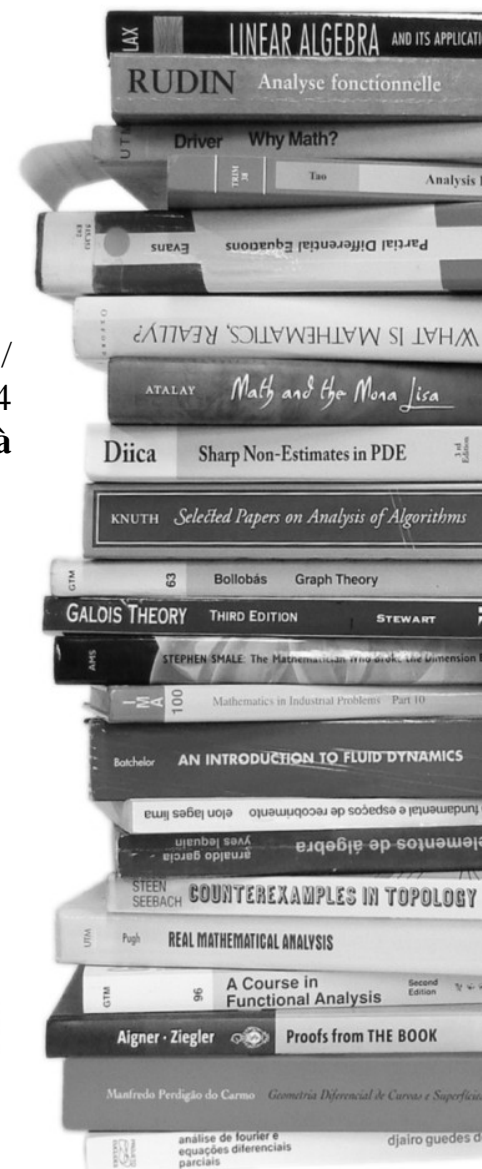 LAX LINEAR ALGEBRA AND ITS APPLICATI
RUDIN Analyse fonctionnelle
UTM Driver Why Math?
TRIM 38 Tao Analysis I
Evans Partial Differential Equations
WHAT IS MATHEMATICS, REALLY?
/
4
à
ATALAY Math and the Mona Lisa
Diica Sharp Non-Estimates in PDE 3rd Edition
KNUTH Selected Papers on Analysis of Algorithms
GTM 63 Bollobás Graph Theory
GALOIS THEORY THIRD EDITION STEWART
AMS STEPHEN SMALE: The Mathematician Who Broke the Dimension B
IMA 100 Mathematics in Industrial Problems Part 10
Batchelor AN INTRODUCTION TO FLUID DYNAMICS
fundamental e espaços de recobrimento elon lages lima
elementos de álgebra arnaldo garcia
yves lequain
STEEN
SEEBACH COUNTEREXAMPLES IN TOPOLOGY
UTM Pugh REAL MATHEMATICAL ANALYSIS
GTM 96 A Course in
Functional Analysis Second
Edition
Aigner · Ziegler Proofs from THE BOOK
Manfredo Perdigão do Carmo Geometria Diferencial de Curvas e Superfícies
análise de fourier e
equações diferenciais
parciais djairo guedes d